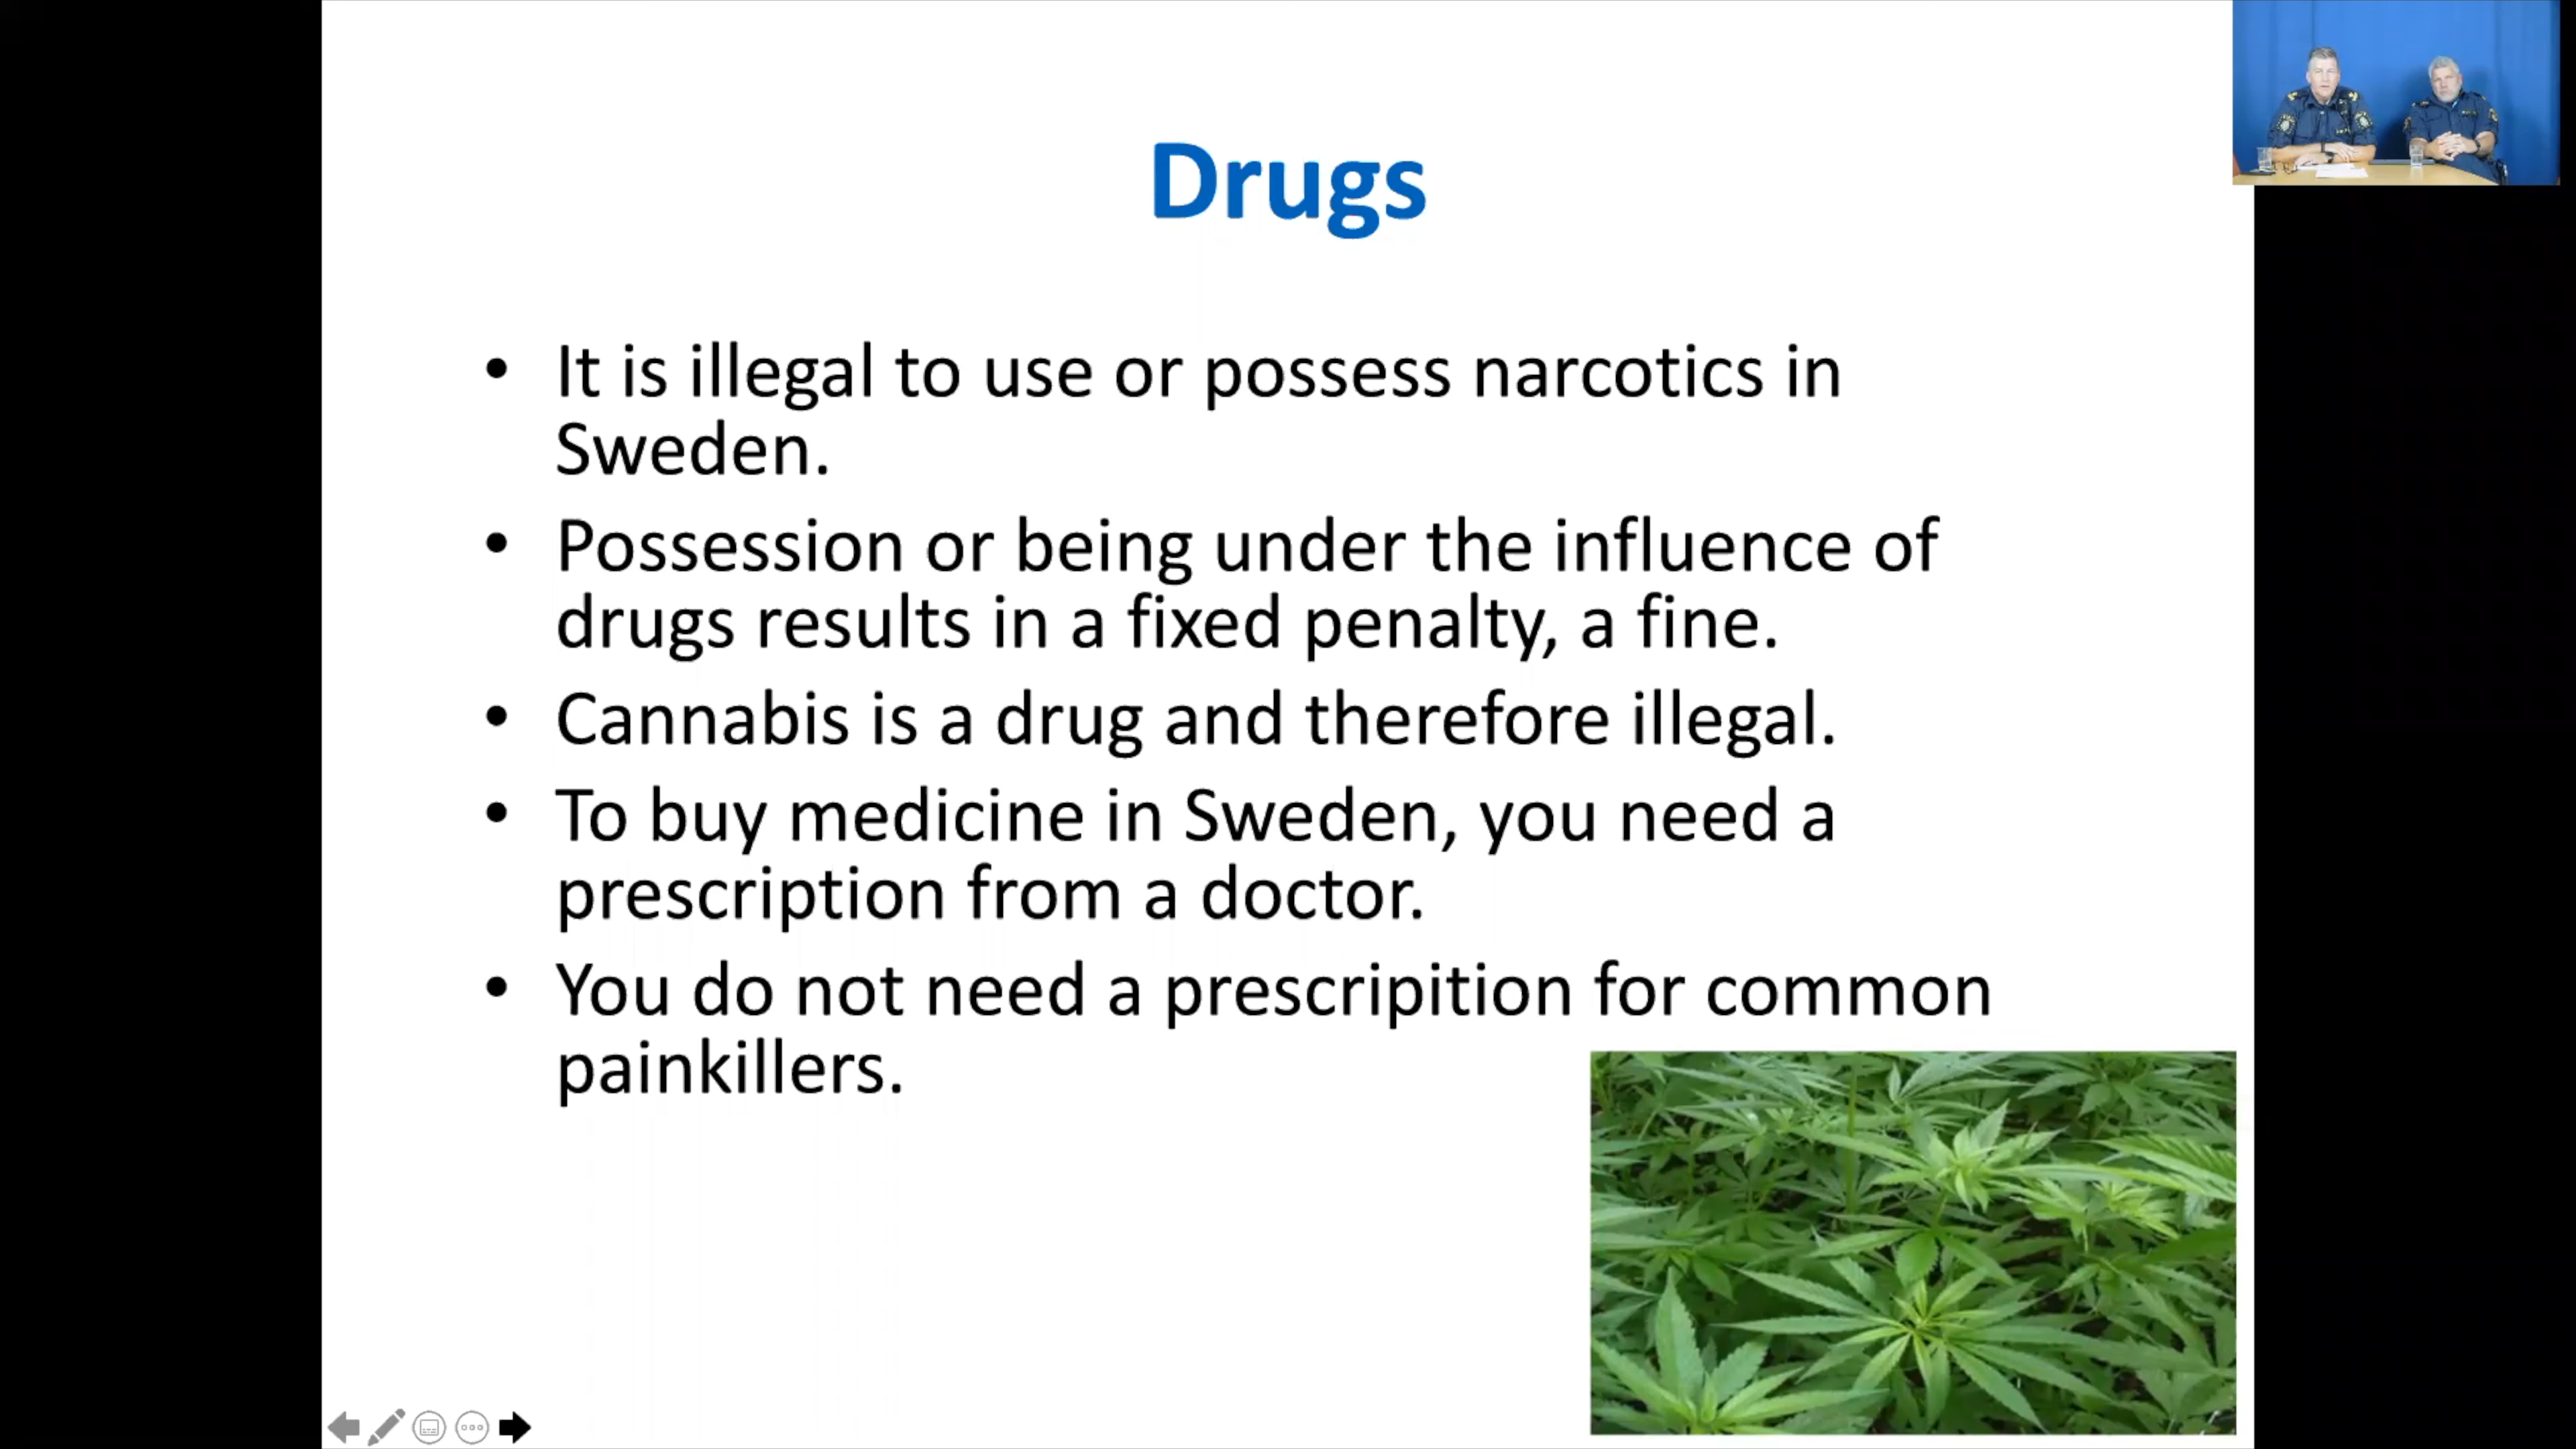 Drugs
• It is illegal to use or possess narcotics in
Sweden.
• Possession or being under the influence of
drugs results in a fixed penalty, a fine.
• Cannabis is a drug and therefore illegal.
• To buy medicine in Sweden, you need a
prescription from a doctor.
• You do not need a prescripition for common
painkillers.